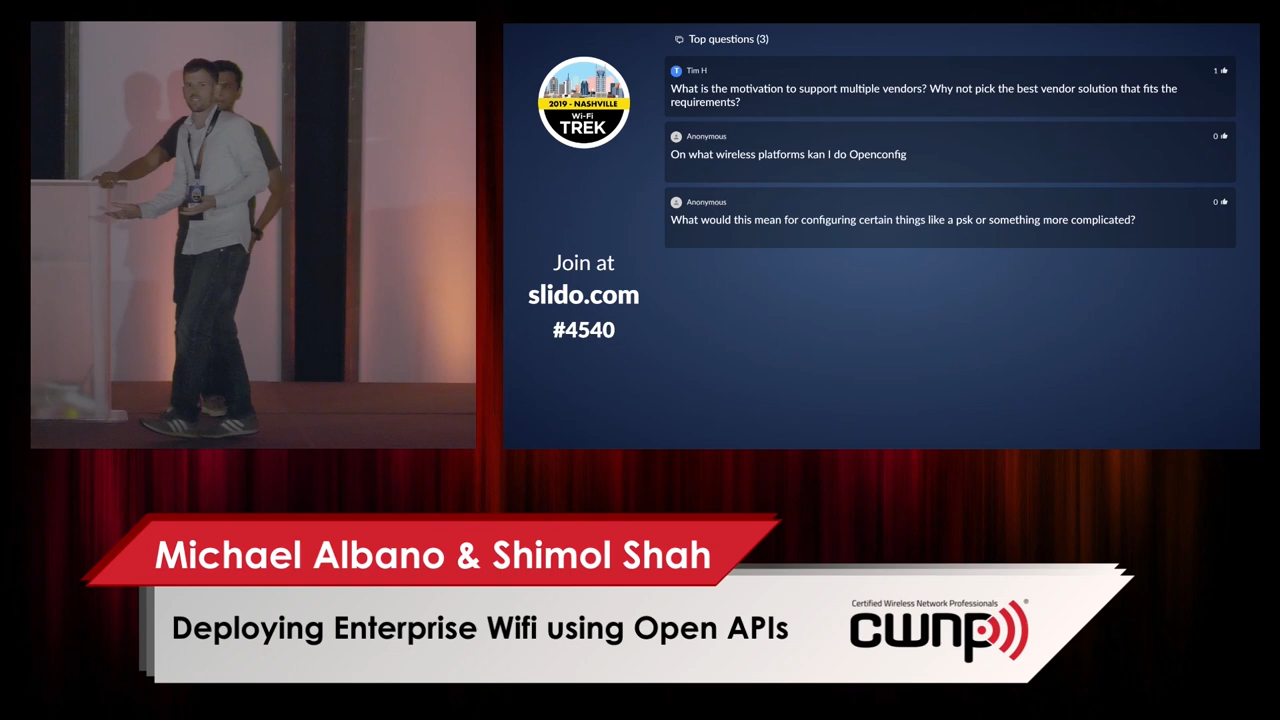 Top questions (3)
2019 - NASHVILLE
Wi-Fi
TREK
T
Tim H
1
What is the motivation to support multiple vendors? Why not pick the best vendor solution that fits the
requirements?
Anonymous
0
On what wireless platforms kan I do Openconfig
Anonymous
0
What would this mean for configuring certain things like a psk or something more complicated?
Join at
slido.com
#4540
Michael Albano & Shimol Shah
Deploying Enterprise Wifi using Open APIs
Certified Wireless Network Professionals
cwnp
®